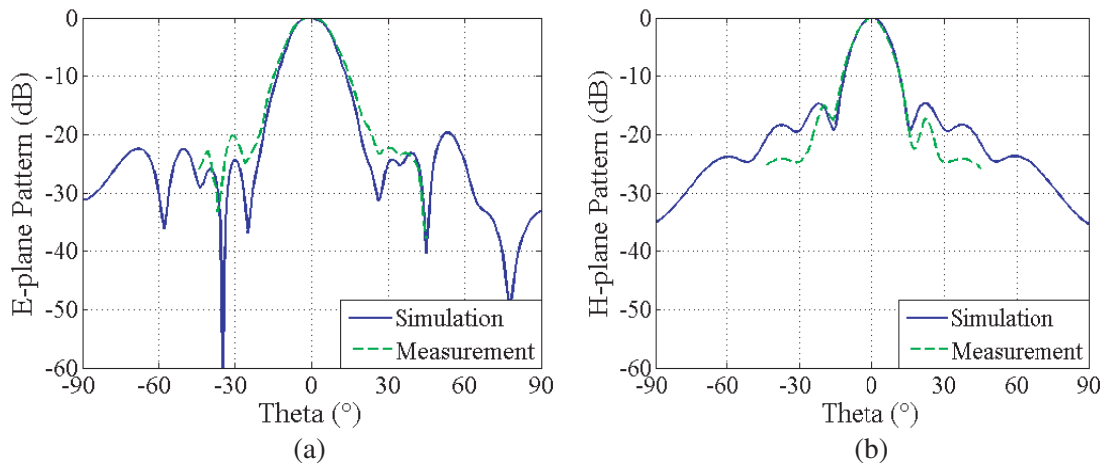 0
-10
-20
-30
-40
-50
-60
E-plane Pattern (dB)
Simulation
Measurement
-90 -60 -30 0 30 60 90
Theta (°)
(a)
0
-10
-20
-30
-40
-50
-60
H-plane Pattern (dB)
Simulation
Measurement
-90 -60 -30 0 30 60 90
Theta (°)
(b)